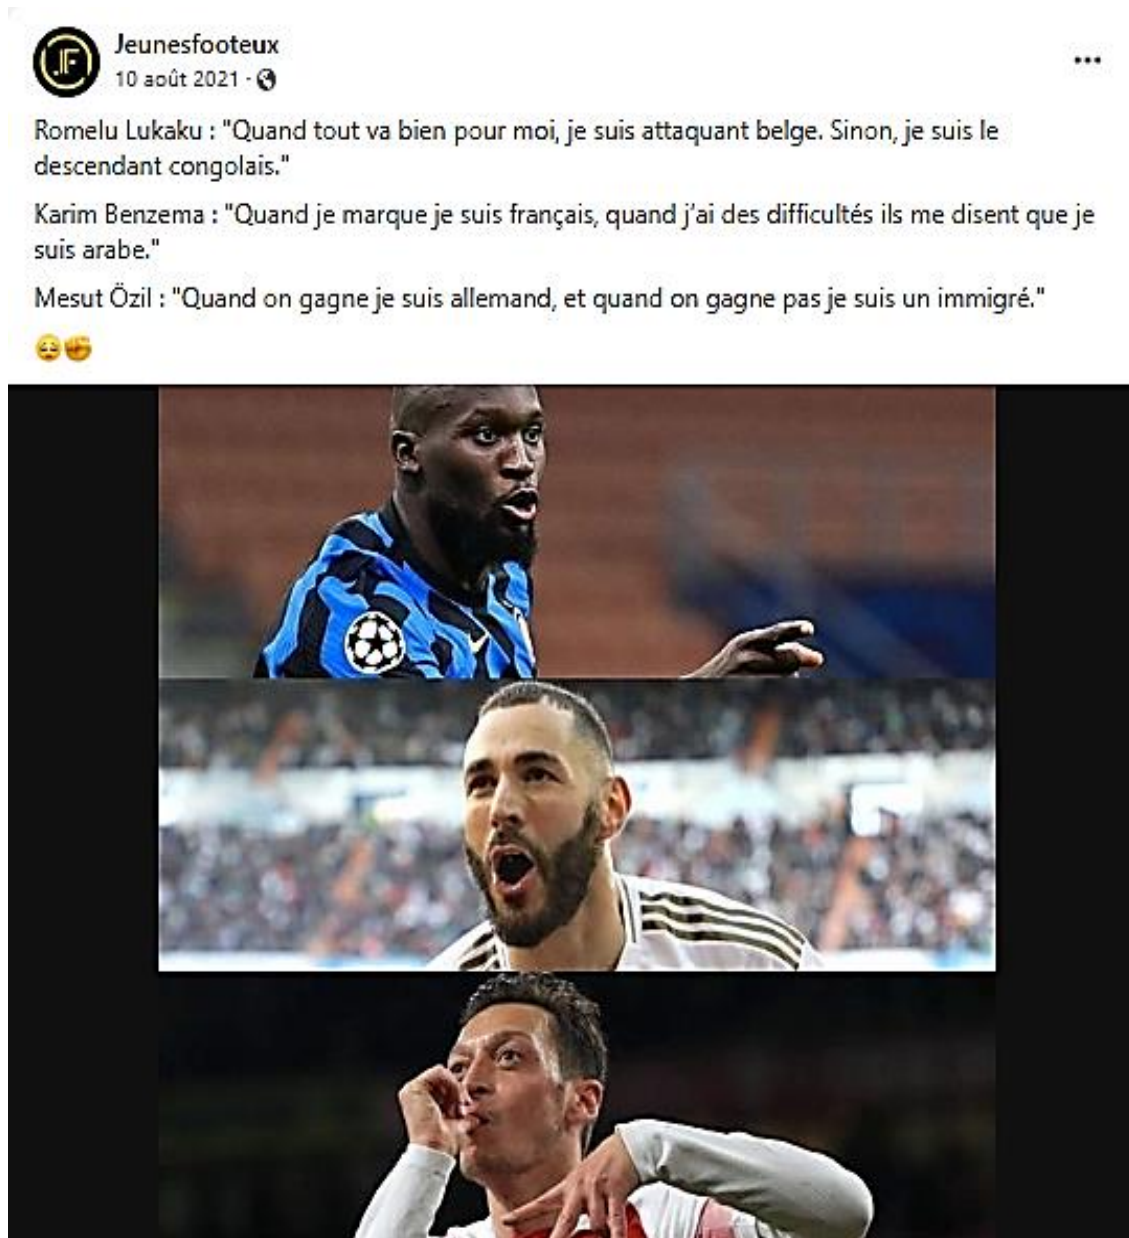 Jeunesfooteux
10 août 2021 ·
Romelu Lukaku : "Quand tout va bien pour moi, je suis attaquant belge. Sinon, je suis le
descendant congolais."
Karim Benzema : "Quand je marque je suis français, quand j'ai des difficultés ils me disent que je
suis arabe."
Mesut Özil : "Quand on gagne je suis allemand, et quand on gagne pas je suis un immigré."